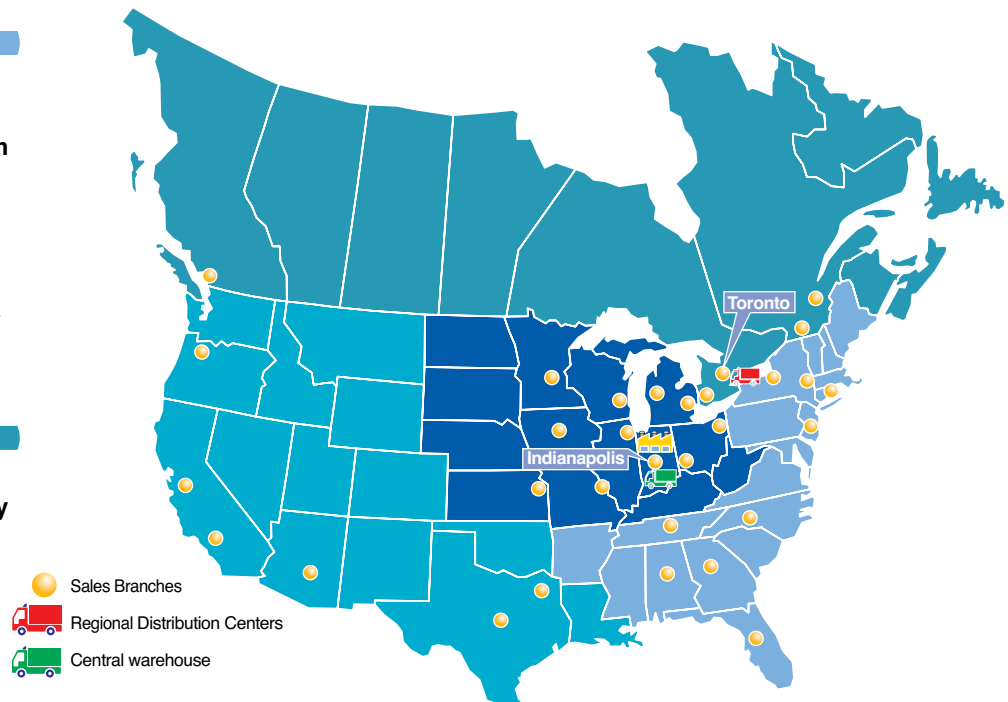 n
Toronto
Indianapolis
y
Sales Branches
Regional Distribution Centers
Central warehouse